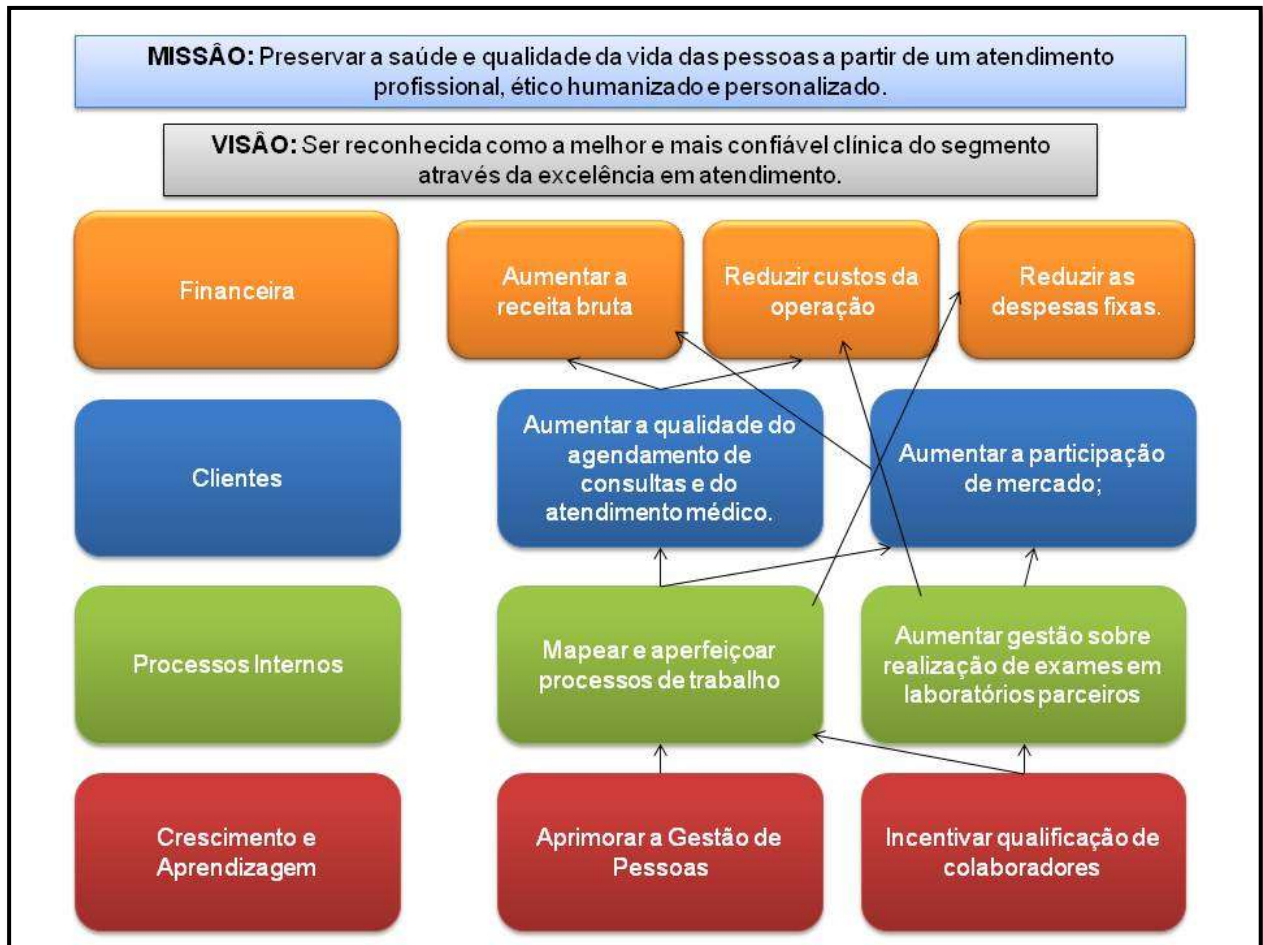 MISSÂO: Preservar a saúde e qualidade da vida das pessoas a partir de um atendimento
profissional, ético humanizado e personalizado.
VISÂO: Ser reconhecida como a melhor e mais confiável clínica do segmento
através da excelência em atendimento.
Financeira
Aumentar a
receita bruta
Reduzir custos da
operação
Reduzir as
despesas fixas.
Clientes
Aumentar a qualidade do
agendamento de
consultas e do
atendimento médico.
Aumentar a participação
de mercado;
Processos Internos
Mapear e aperfeiçoar
processos de trabalho
Aumentar gestão sobre
realização de exames em
laboratórios parceiros
Crescimento e
Aprendizagem
Aprimorar a Gestão de
Pessoas
Incentivar qualificação de
colaboradores